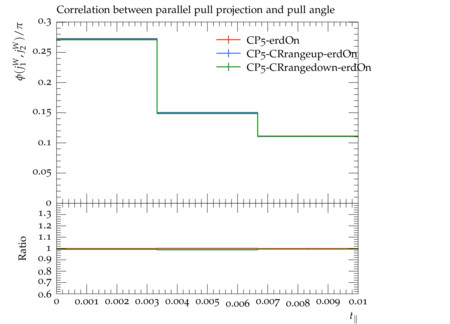 Correlation between parallel pull projection and pull angle
ϕ(j₁ᵂ, j₂ᵂ)/π
0.3
0.25
0.2
0.15
0.1
0.05
0
CP5-erdOn
CP5-CRrangeup-erdOn
CP5-CRrangedown-erdOn
Ratio
1.3
1.2
1.1
1
0.9
0.8
0.7
0.6
0 0.001 0.002 0.003 0.004 0.005 0.006 0.007 0.008 0.009 0.01
t∥